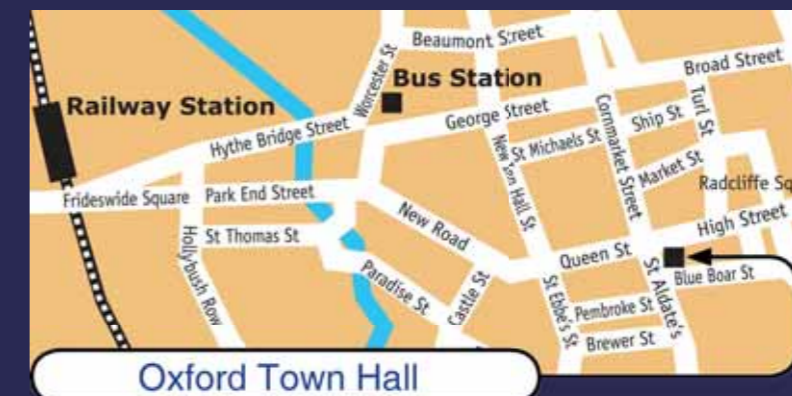 Beaumont Street
Broad Street
Worcester St
Bus Station
Railway Station
George Street
Cornmarket Street
Ship St
Turl St
Hythe Bridge Street
St Michaels St
New Inn Hall St
Market St
Radcliffe Sq
Frideswide Square
Park End Street
New Road
High Street
St Thomas St
Hollybush Row
Queen St
Blue Boar St
Paradise St
Castle St
St Ebbe's St
St Aldate's
Pembroke St
Brewer St
Oxford Town Hall